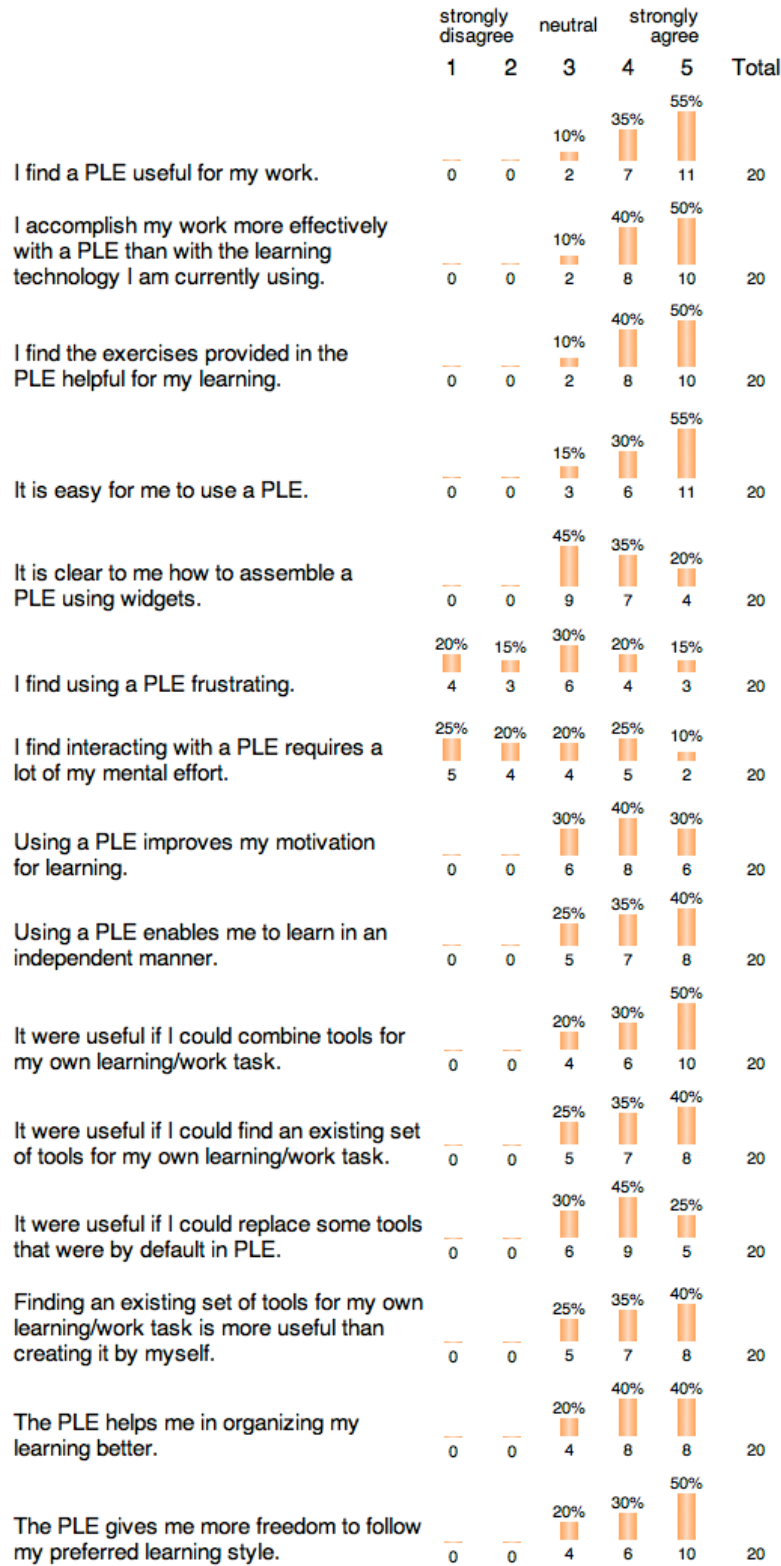 strongly disagree neutral strongly agree
1 2 3 4 5 Total
10% 35% 55%
I find a PLE useful for my work.
0 0 2 7 11 20
10% 40% 50%
I accomplish my work more effectively
with a PLE than with the learning
technology I am currently using.
0 0 2 8 10 20
10% 40% 50%
I find the exercises provided in the
PLE helpful for my learning.
0 0 2 8 10 20
15% 30% 55%
It is easy for me to use a PLE.
0 0 3 6 11 20
45% 35% 20%
It is clear to me how to assemble a
PLE using widgets.
0 0 9 7 4 20
20% 15% 30% 20% 15%
I find using a PLE frustrating.
4 3 6 4 3 20
25% 20% 20% 25% 10%
I find interacting with a PLE requires a
lot of my mental effort.
5 4 4 5 2 20
30% 40% 30%
Using a PLE improves my motivation
for learning.
0 0 6 8 6 20
25% 35% 40%
Using a PLE enables me to learn in an
independent manner.
0 0 5 7 8 20
20% 30% 50%
It were useful if I could combine tools for
my own learning/work task.
0 0 4 6 10 20
25% 35% 40%
It were useful if I could find an existing set
of tools for my own learning/work task.
0 0 5 7 8 20
30% 45% 25%
It were useful if I could replace some tools
that were by default in PLE.
0 0 6 9 5 20
25% 35% 40%
Finding an existing set of tools for my own
learning/work task is more useful than
creating it by myself.
0 0 5 7 8 20
20% 40% 40%
The PLE helps me in organizing my
learning better.
0 0 4 8 8 20
20% 30% 50%
The PLE gives me more freedom to follow
my preferred learning style.
0 0 4 6 10 20